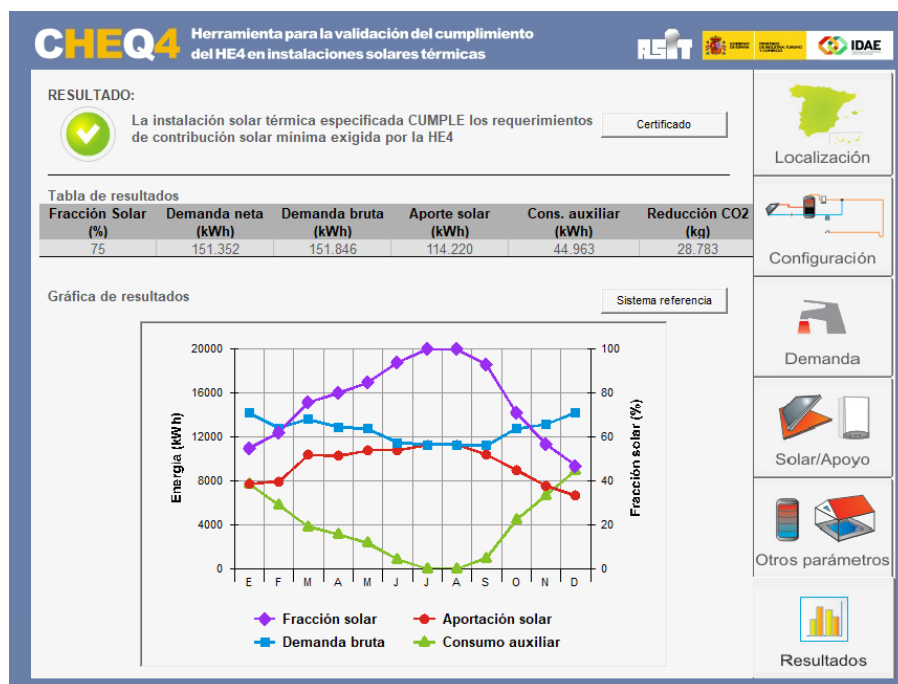 CHEQ4
Herramienta para la validación del cumplimiento
del HE4 en instalaciones solares térmicas
IDAE
RESULTADO:
La instalación solar térmica especificada CUMPLE los requerimientos
de contribución solar mínima exigida por la HE4
Certificado
Tabla de resultados
Fracción Solar Demanda neta Demanda bruta Aporte solar Cons. auxiliar Reducción CO2
(%) (kWh) (kWh) (kWh) (kWh) (kg)
75 151.352 151.846 114.220 44.963 28.783
Gráfica de resultados
Sistema referencia
20000
16000
12000
8000
4000
0
Energía (kWh)
100
80
60
40
20
0
Fracción solar (%)
E F M A M J J A S O N D
Fracción solar
Aportación solar
Demanda bruta
Consumo auxiliar
Localización
Configuración
Demanda
Solar/Apoyo
Otros parámetros
Resultados